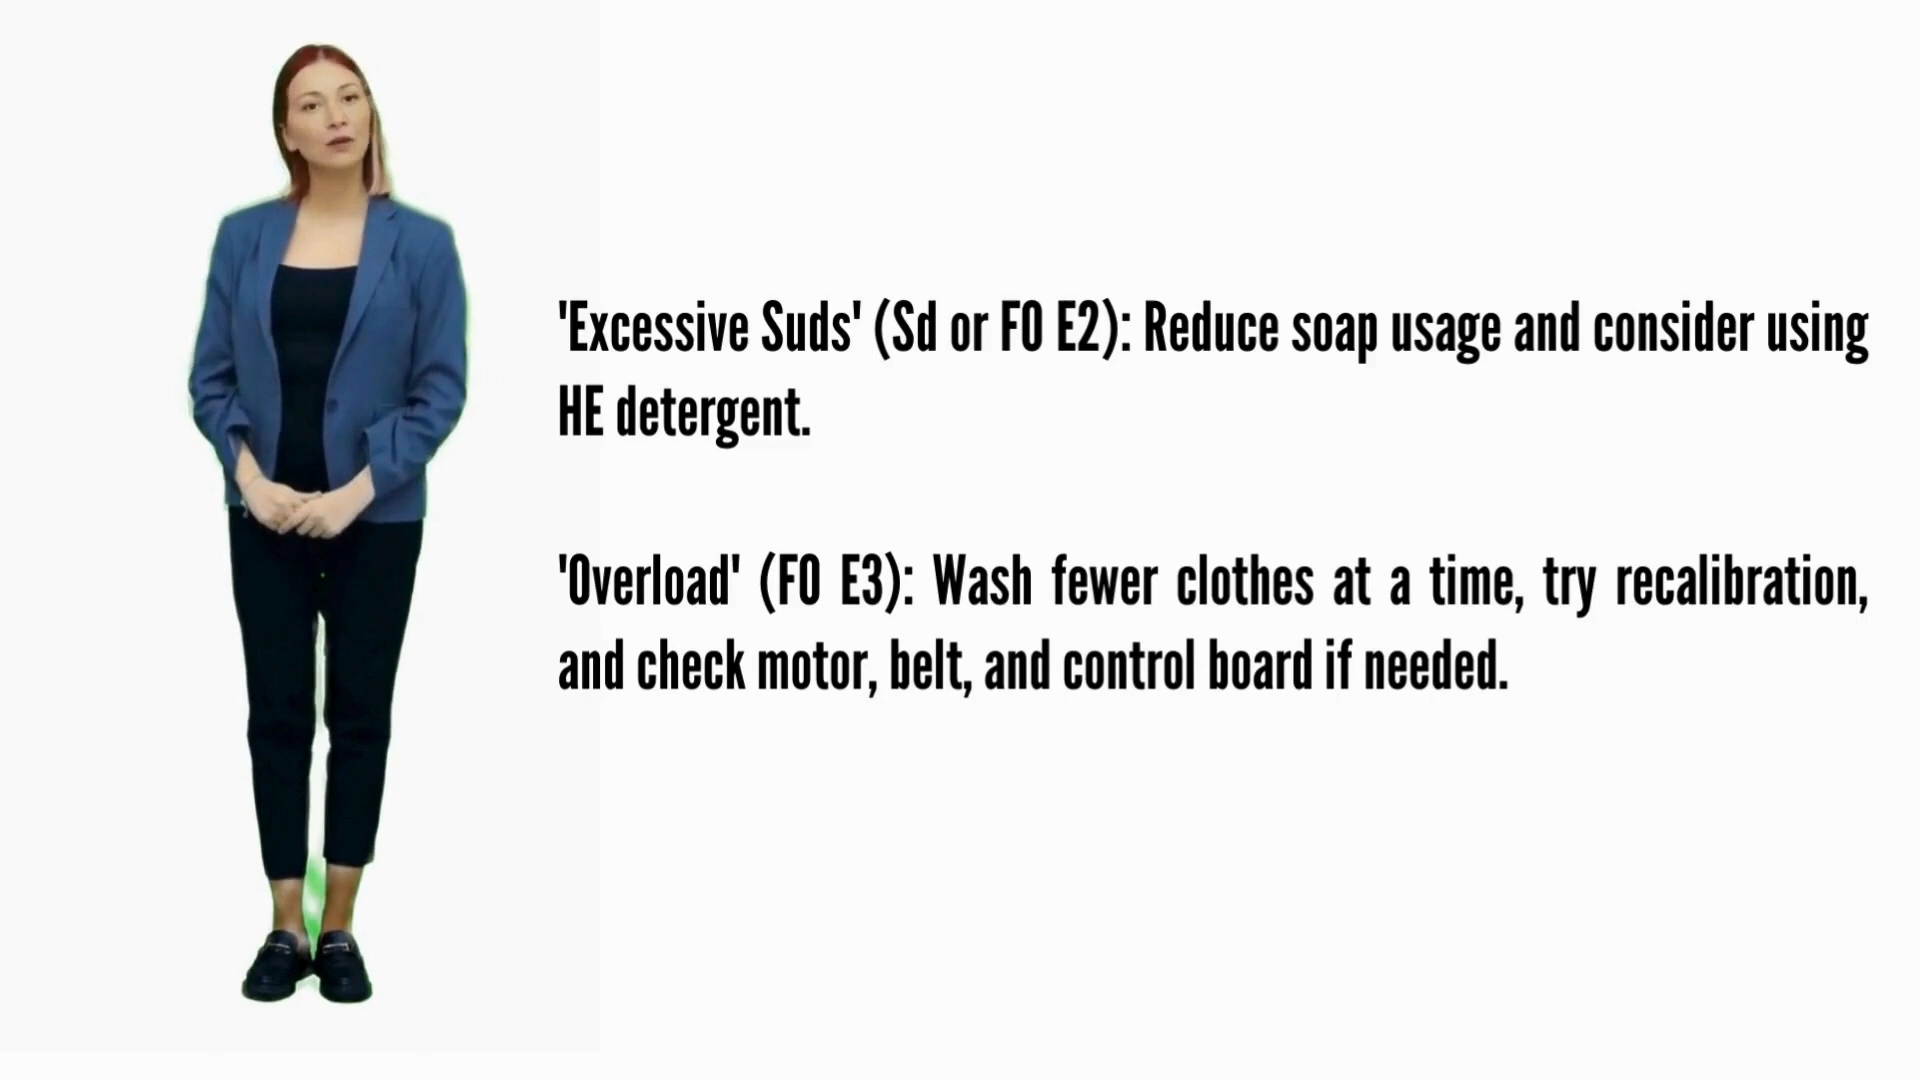 'Excessive Suds' (Sd or F0 E2): Reduce soap usage and consider using
HE detergent.
'Overload' (F0 E3): Wash fewer clothes at a time, try recalibration,
and check motor, belt, and control board if needed.